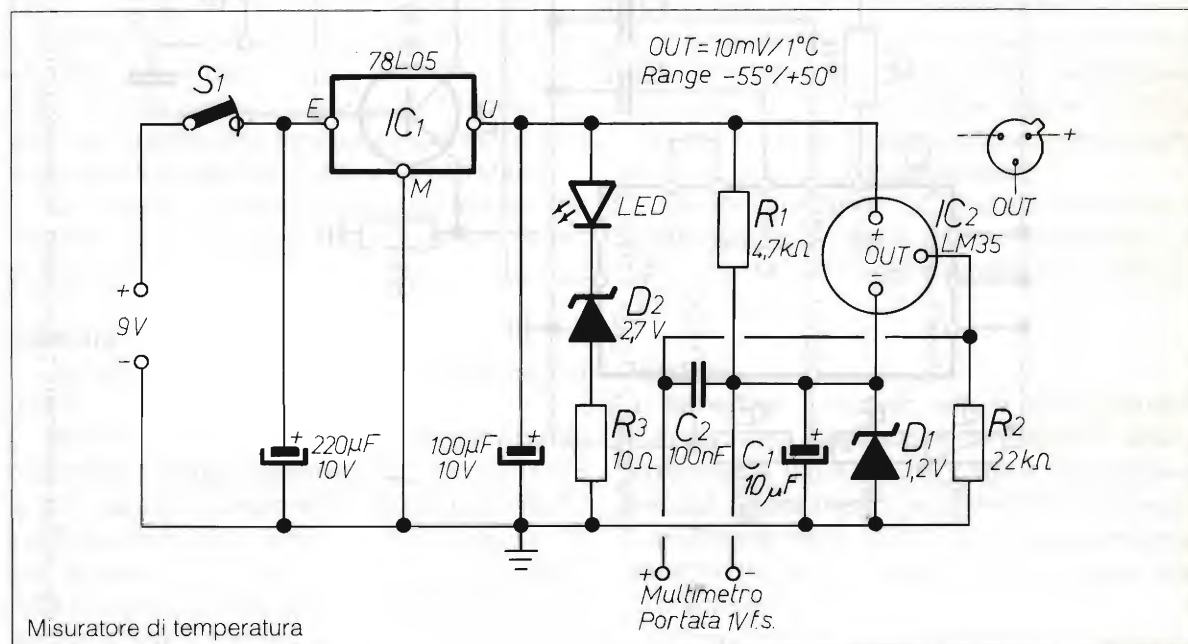 OUT=10mV/1°C
Range -55°/+50°
78L05
S1
E
IC1
U
M
+
-
+
OUT
LED
R1
4,7kΩ
IC2
LM35
+
OUT
-
+
9V
-
D2
2,7V
+
220µF
10V
100µF
10V
+
R3
10Ω
C2
100nF
C1
10µF
+
D1
1,2V
R2
22kΩ
+
-
Multimetro
Portata 1Vf.s.
Misuratore di temperatura